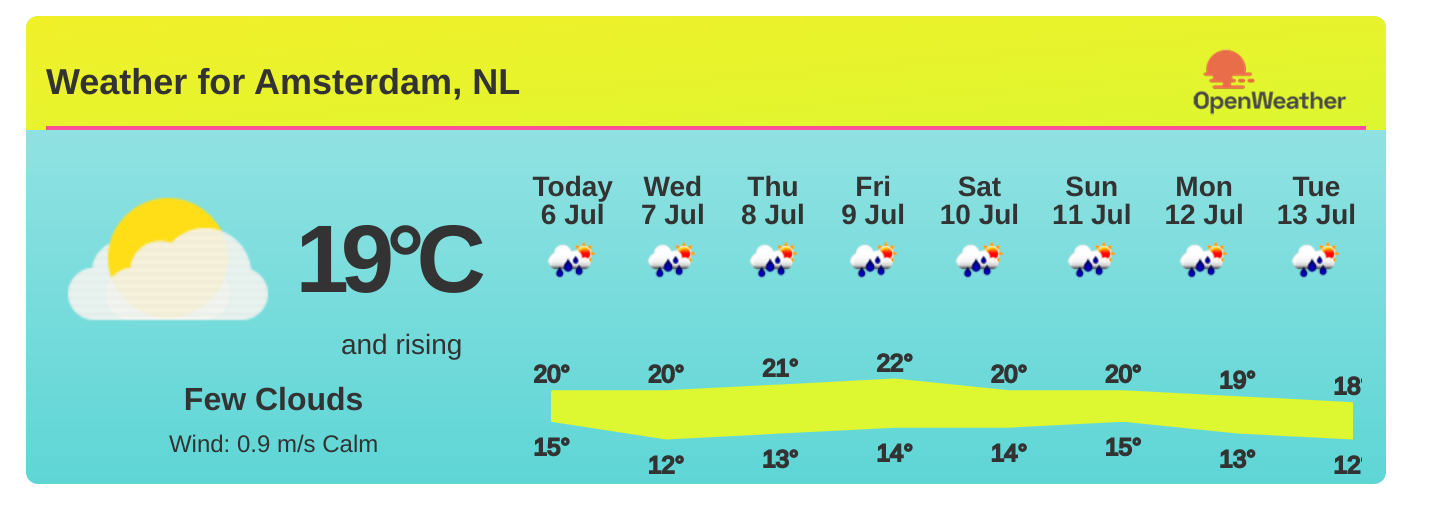 Weather for Amsterdam, NL
OpenWeather
19°C
and rising
Few Clouds
Wind: 0.9 m/s Calm
Today Wed Thu Fri Sat Sun Mon Tue
6 Jul 7 Jul 8 Jul 9 Jul 10 Jul 11 Jul 12 Jul 13 Jul
20° 20° 21° 22° 20° 20° 19° 18°
15° 12° 13° 14° 14° 15° 13° 12°